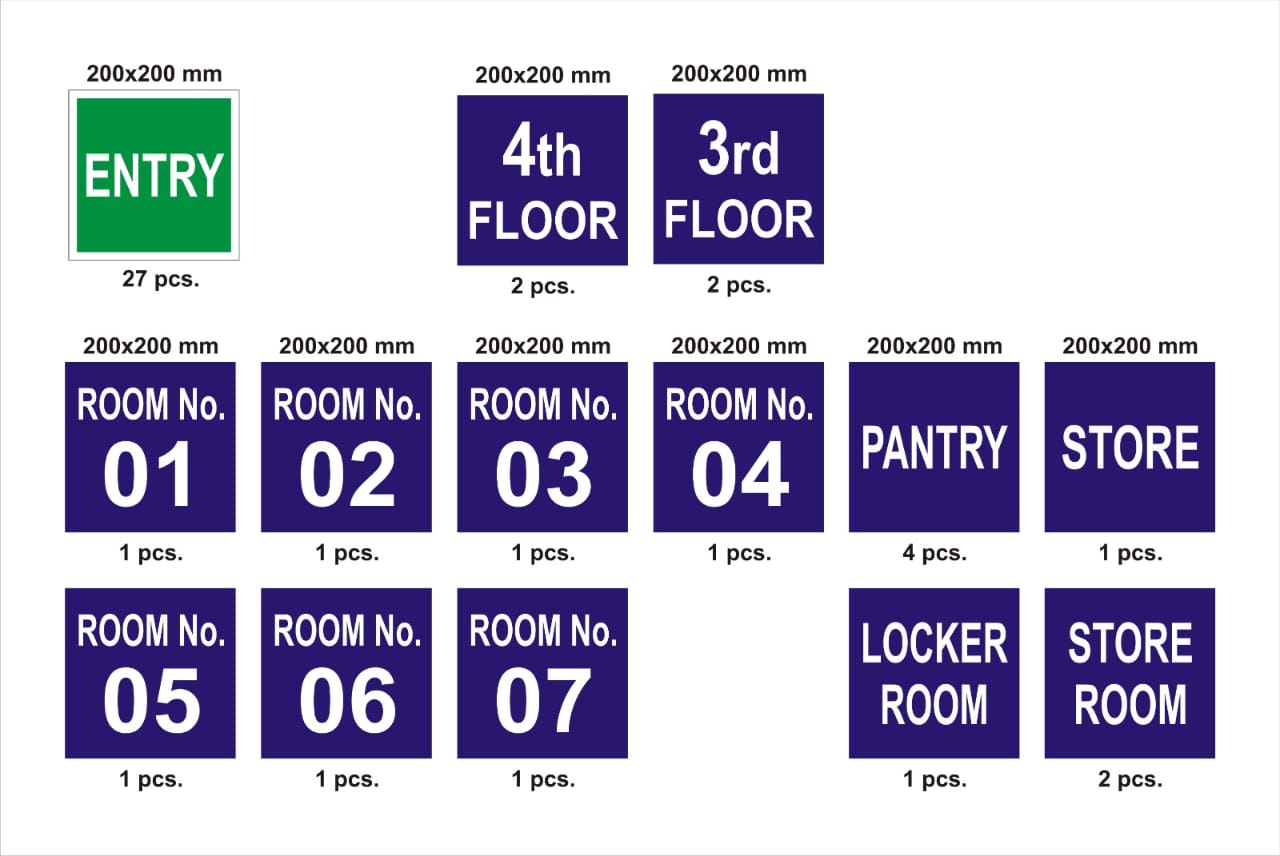 200x200 mm
ENTRY
27 pcs.
200x200 mm
4th
FLOOR
2 pcs.
200x200 mm
3rd
FLOOR
2 pcs.
200x200 mm
ROOM No.
01
1 pcs.
200x200 mm
ROOM No.
02
1 pcs.
200x200 mm
ROOM No.
03
1 pcs.
200x200 mm
ROOM No.
04
1 pcs.
200x200 mm
PANTRY
4 pcs.
200x200 mm
STORE
1 pcs.
ROOM No.
05
1 pcs.
ROOM No.
06
1 pcs.
ROOM No.
07
1 pcs.
LOCKER
ROOM
1 pcs.
STORE
ROOM
2 pcs.